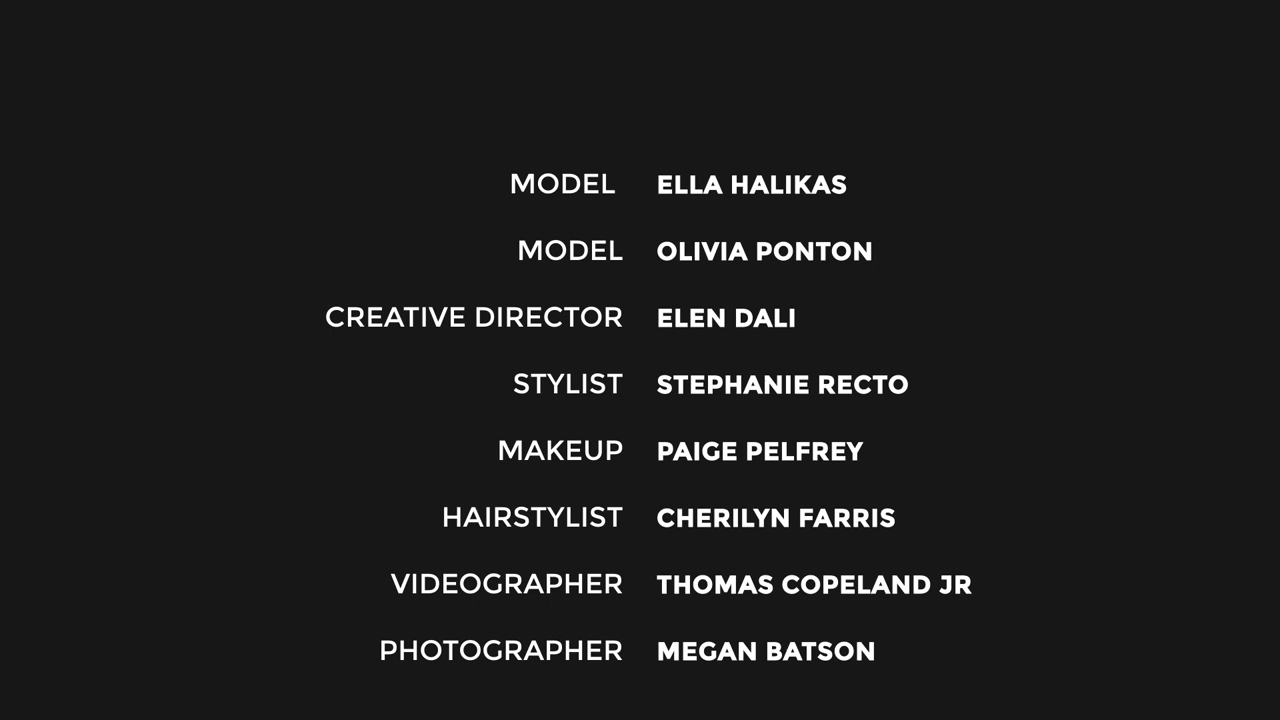 MODEL ELLA HALIKAS
MODEL OLIVIA PONTON
CREATIVE DIRECTOR ELEN DALI
STYLIST STEPHANIE RECTO
MAKEUP PAIGE PELFREY
HAIRSTYLIST CHERILYN FARRIS
VIDEOGRAPHER THOMAS COPELAND JR
PHOTOGRAPHER MEGAN BATSON